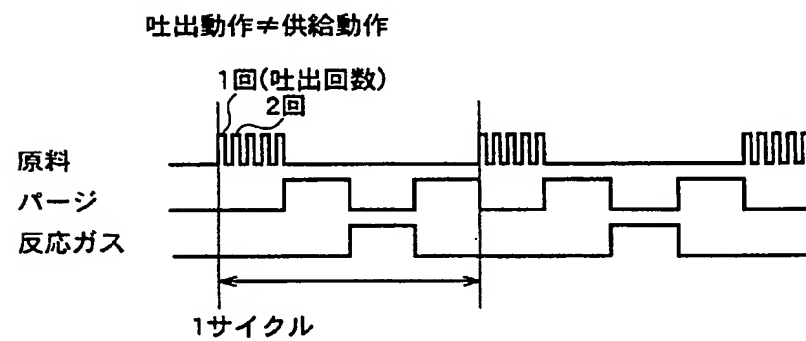 吐出動作≠供給動作
1回(吐出回数)
2回
原料
パージ
反応ガス
1サイクル